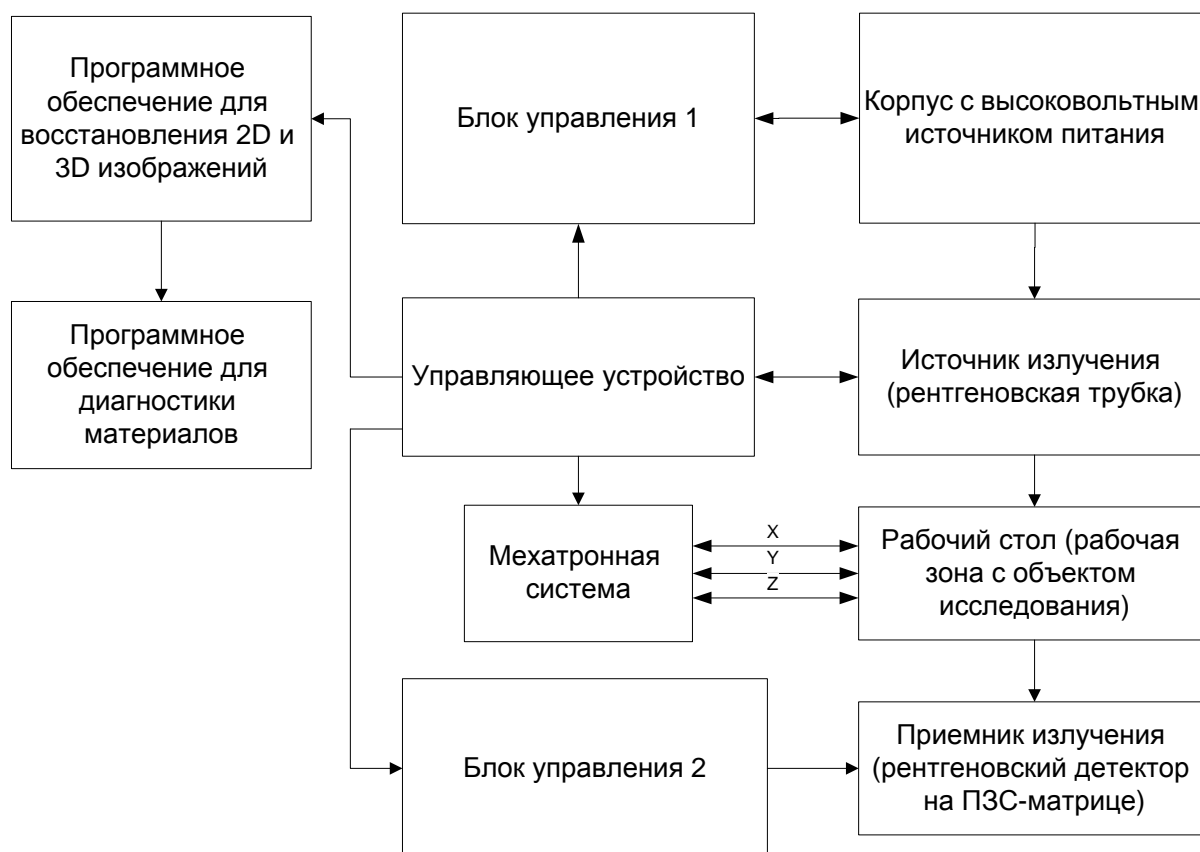 Программное
обеспечение для
восстановления 2D и
3D изображений
Блок управления 1
Корпус с высоковольтным
источником питания
Программное
обеспечение для
диагностики
материалов
Управляющее устройство
Источник излучения
(рентгеновская трубка)
Мехатронная
система
X
Y
Z
Рабочий стол (рабочая
зона с объектом
исследования)
Блок управления 2
Приемник излучения
(рентгеновский детектор
на ПЗС-матрице)